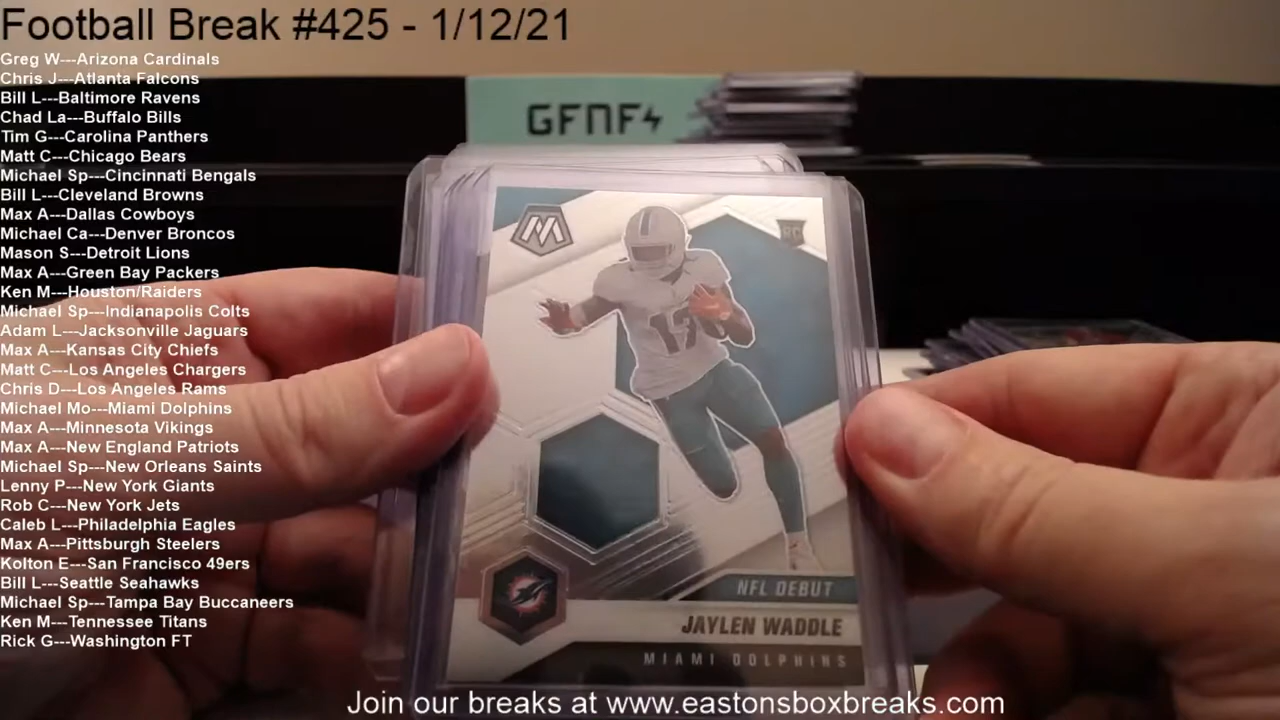 Football Break #425 - 1/12/21
Greg W---Arizona Cardinals
Chris J---Atlanta Falcons
Bill L---Baltimore Ravens
Chad La---Buffalo Bills
Tim G---Carolina Panthers
Matt C---Chicago Bears
Michael Sp---Cincinnati Bengals
Bill L---Cleveland Browns
Max A---Dallas Cowboys
Michael Ca---Denver Broncos
Mason S---Detroit Lions
Max A---Green Bay Packers
Ken M---Houston/Raiders
Michael Sp---Indianapolis Colts
Adam L---Jacksonville Jaguars
Max A---Kansas City Chiefs
Matt C---Los Angeles Chargers
Chris D---Los Angeles Rams
Michael Mo---Miami Dolphins
Max A---Minnesota Vikings
Max A---New England Patriots
Michael Sp---New Orleans Saints
Lenny P---New York Giants
Rob C---New York Jets
Caleb L---Philadelphia Eagles
Max A---Pittsburgh Steelers
Kolton E---San Francisco 49ers
Bill L---Seattle Seahawks
Michael Sp---Tampa Bay Buccaneers
Ken M---Tennessee Titans
Rick G---Washington FT
GFNF
M
RC
17
NFL DEBUT
JAYLEN WADDLE
MIAMI DOLPHINS
Join our breaks at www.eastonsboxbreaks.com